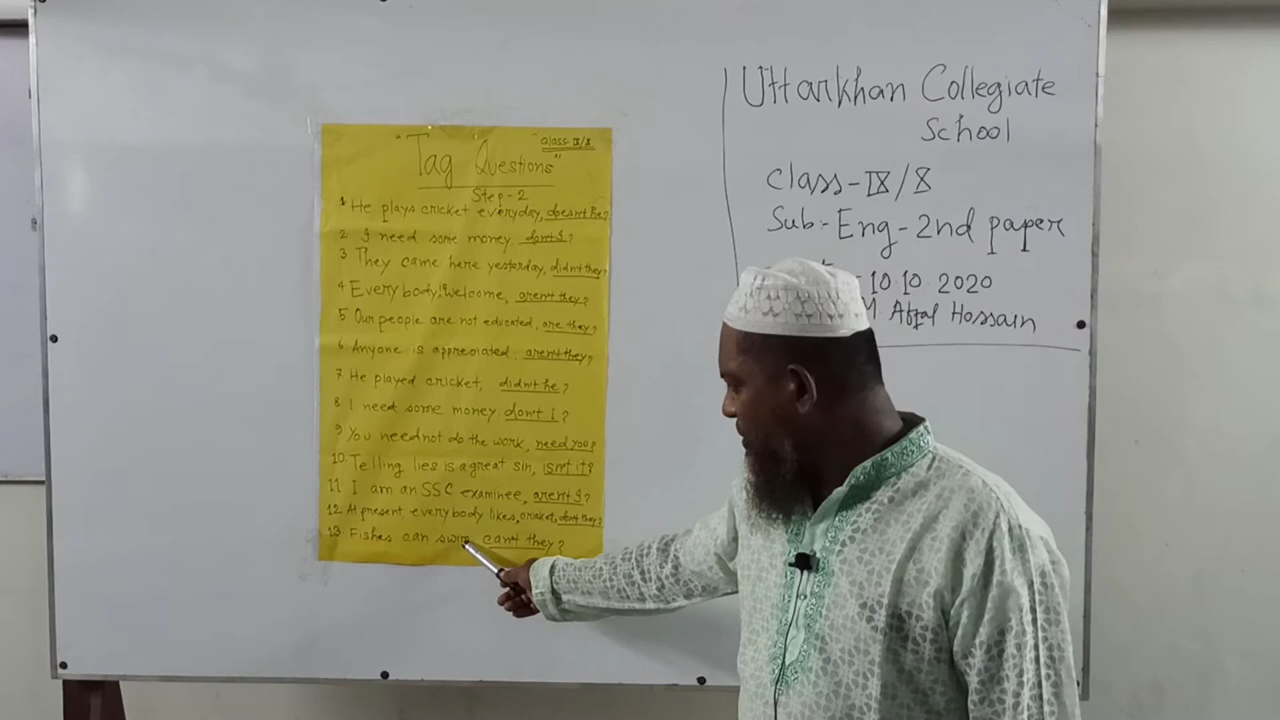 "Tag Questions"
Class-IX/X
Step-2
1. He plays cricket everyday, doesn't he?
2. I need some money, don't I?
3 They came here yesterday, didn't they?
4 Everybody's welcome, aren't they?
5 Our people are not educated, are they?
6 Anyone is appreciated, aren't they?
7 He played cricket, didn't he?
8 I need some money, don't I?
9 You need not do the work, need you?
10. Telling lies is a great sin, isn't it?
11 I am an SSC examinee, aren't I?
12. At present everybody likes, cricket, don't they?
13. Fishes can swim can't they?
Uttarkhan Collegiate
School
Class-IX/X
Sub:- Eng-2nd paper
10.10.2020
M Afzal Hossain